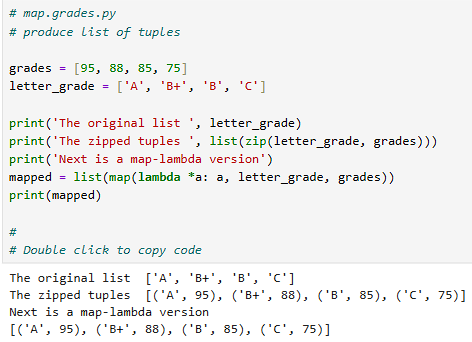 # map.grades.py
# produce list of tuples
grades = [95, 88, 85, 75]
letter_grade = ['A', 'B+', 'B', 'C']
print('The original list ', letter_grade)
print('The zipped tuples ', list(zip(letter_grade, grades)))
print('Next is a map-lambda version')
mapped = list(map(lambda *a: a, letter_grade, grades))
print(mapped)
#
# Double click to copy code
The original list  ['A', 'B+', 'B', 'C']
The zipped tuples  [('A', 95), ('B+', 88), ('B', 85), ('C', 75)]
Next is a map-lambda version
[('A', 95), ('B+', 88), ('B', 85), ('C', 75)]